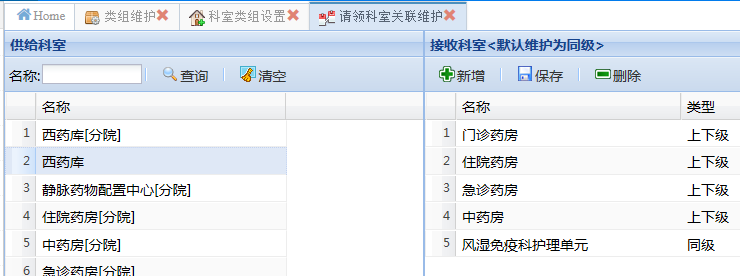 Home 类组维护 科室类组设置 请领科室关联维护
供给科室
名称: 查询 清空
名称
1 西药库[分院]
2 西药库
3 静脉药物配置中心[分院]
4 住院药房[分院]
5 中药房[分院]
6 急诊药房[分院]
接收科室<默认维护为同级>
新增 保存 删除
名称 类型
1 门诊药房 上下级
2 住院药房 上下级
3 急诊药房 上下级
4 中药房 上下级
5 风湿免疫科护理单元 同级